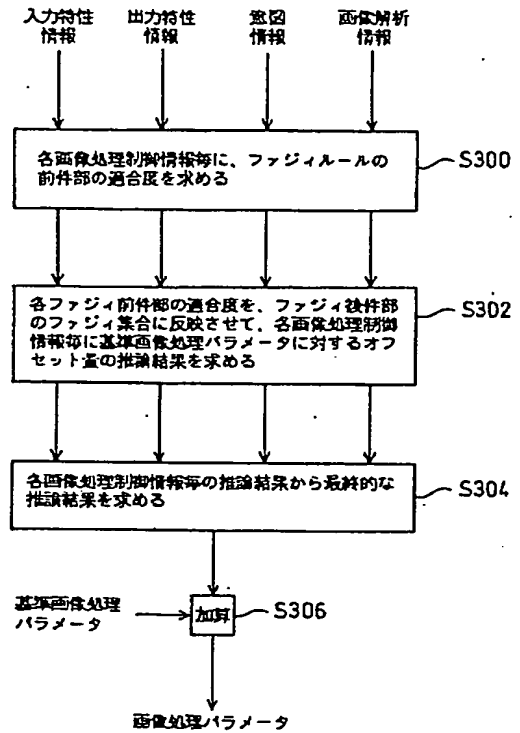 入力特性 出力特性 意図 画像解析
情報 情報 情報 情報
各画像処理制御情報毎に、ファジィルールの
前件部の適合度を求める
S300
各ファジィ前件部の適合度を、ファジィ後件部
のファジィ集合に反映させて、各画像処理制御
情報毎に基準画像処理パラメータに対するオフ
セット量の推論結果を求める
S302
各画像処理制御情報毎の推論結果から最終的な
推論結果を求める
S304
基準画像処理
パラメータ
加算
S306
画像処理パラメータ